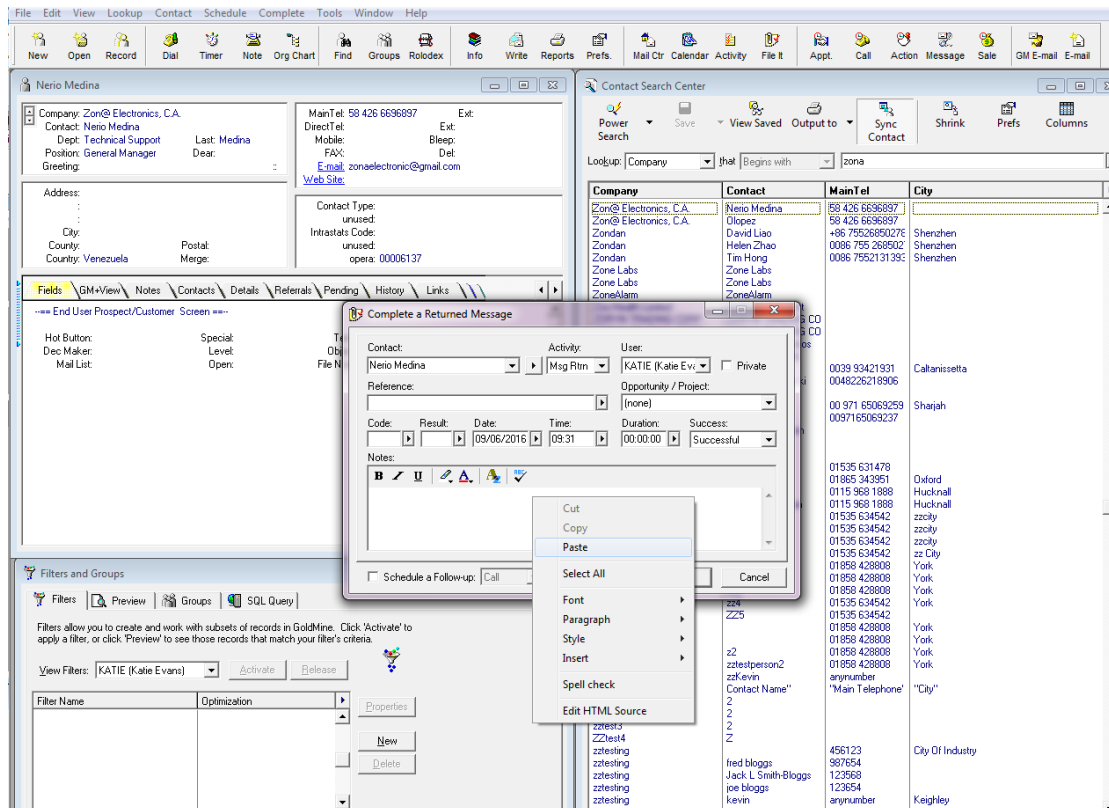 File Edit View Lookup Contact Schedule Complete Tools Window Help
New Open Record Dial Timer Note Org Chart Find Groups Rolodex Info Write Reports Prefs. Mail Ctr Calendar Activity File It Appt. Call Action Message Sale GM E-mail E-mail
Nerio Medina
Company: Zon@ Electronics, C.A.
Contact: Nerio Medina
Dept: Technical Support Last: Medina
Position: General Manager Dear:
Greeting: :
MainTel: 58 426 6696897 Ext:
DirectTel: Ext:
Mobile: Bleep:
FAX: Del:
E-mail: zonaelectronic@gmail.com
Web Site:
Address:
:
:
City:
County: Postal:
Country: Venezuela Merge:
Contact Type:
unused:
Intrastats Code:
unused:
opera: 00006137
Fields GM+View Notes Contacts Details Referrals Pending History Links
--== End User Prospect/Customer Screen ==--
Hot Button: Special:
Dec Maker: Level:
Mail List: Open: File N
Contact Search Center
Power Search Save View Saved Output to Sync Contact Shrink Prefs Columns
Lookup: Company that Begins with zona
Company Contact MainTel City
Zon@ Electronics, C.A. Nerio Medina 58 426 6696897
Zon@ Electronics, C.A. Olopez 58 426 6696897
Zondan David Liao +86 75526850278 Shenzhen
Zondan Helen Zhao 0086 755 268502 Shenzhen
Zondan Tim Hong 0086 7552131393 Shenzhen
Zone Labs Zone Labs
Zone Labs Zone Labs
ZoneAlarm ZoneAlarm
G CO
os
0039 93421931 Caltanissetta
0048226218906
00 971 65069259 Sharjah
0097165069237
01535 631478
01865 343951 Oxford
0115 968 1888 Hucknall
0115 968 1888 Hucknall
01535 634542 zzcity
01535 634542 zzcity
01535 634542 zzcity
01535 634542 zz City
01858 428808 York
01858 428808 York
01858 428808 York
zz4 01535 634542 York
ZZ5 01535 634542
01858 428808 York
01858 428808 York
z2 01858 428808 York
zztestperson2 01858 428808 York
zzKevin anynumber
Contact Name" "Main Telephone' "City"
2 2
2 2
zztest3 2 2
ZZtest4 Z
zztesting 456123 City Of Industry
zztesting fred bloggs 987654
zztesting Jack L Smith-Bloggs 123568
zztesting joe bloggs 123654
zztesting kevin anynumber Keighley
Complete a Returned Message
Contact: Activity: User:
Nerio Medina Msg Rtrn KATIE (Katie Eva Private
Reference: Opportunity / Project:
(none)
Code: Result: Date: Time: Duration: Success:
09/06/2016 09:31 00:00:00 Successful
Notes:
B I U
Schedule a Follow-up: Call Cancel
Cut
Copy
Paste
Select All
Font
Paragraph
Style
Insert
Spell check
Edit HTML Source
Filters and Groups
Filters Preview Groups SQL Query
Filters allow you to create and work with subsets of records in GoldMine. Click 'Activate' to
apply a filter, or click 'Preview' to see those records that match your filter's criteria.
View Filters: KATIE (Katie Evans) Activate Release
Filter Name Optimization
Properties
New
Delete